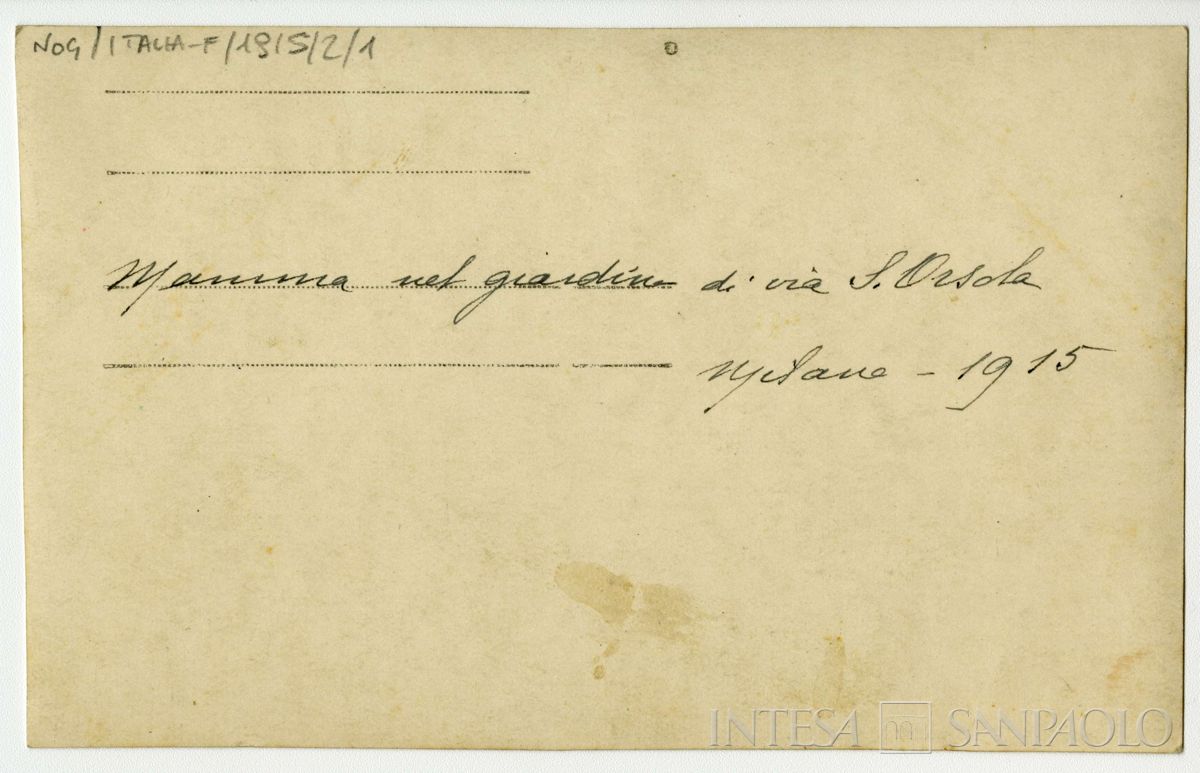 NOG/ITALIA-F/1915/2/1
Mamma nel giardino di via S. Orsola
Milano - 1915
INTESA SANPAOLO